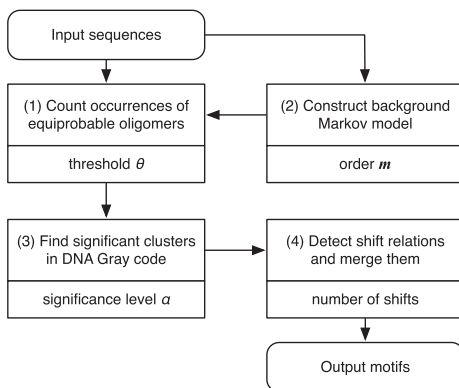 Input sequences
(1) Count occurrences of
equiprobable oligomers
threshold θ
(2) Construct background
Markov model
order m
(3) Find significant clusters
in DNA Gray code
significance level α
(4) Detect shift relations
and merge them
number of shifts
Output motifs